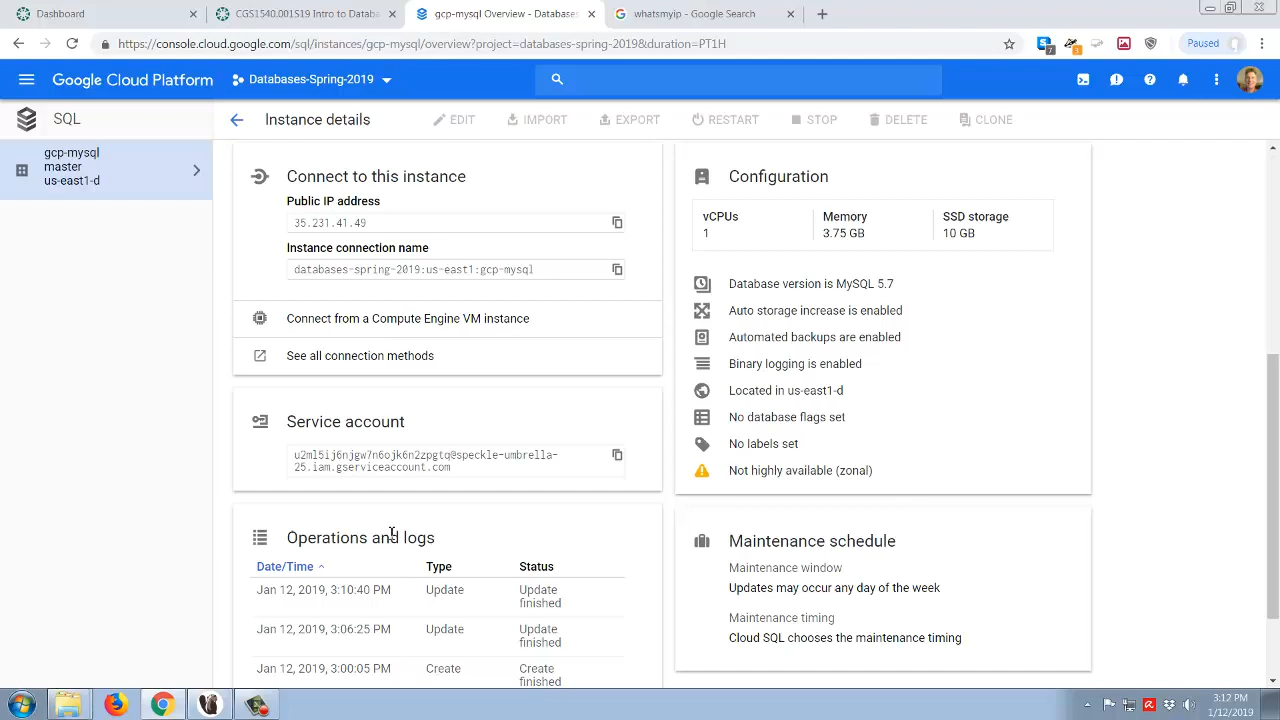 Dashboard
CGS1540.001S19 Intro to Databa
gcp-mysql Overview - Databases
whatsmyip - Google Search
https://console.cloud.google.com/sql/instances/gcp-mysql/overview?project=databases-spring-2019&duration=PT1H
Paused
Google Cloud Platform
Databases-Spring-2019
SQL
Instance details
EDIT
IMPORT
EXPORT
RESTART
STOP
DELETE
CLONE
gcp-mysql
master
us-east1-d
Connect to this instance
Public IP address
35.231.41.49
Instance connection name
databases-spring-2019:us-east1:gcp-mysql
Connect from a Compute Engine VM instance
See all connection methods
Service account
u2ml5ij6njgw7n6ojk6n2zpgtq@speckle-umbrella-
25.iam.gserviceaccount.com
Operations and logs
Date/Time Type Status
Jan 12, 2019, 3:10:40 PM Update Update
finished
Jan 12, 2019, 3:06:25 PM Update Update
finished
Jan 12, 2019, 3:00:05 PM Create Create
finished
Configuration
vCPUs Memory SSD storage
1 3.75 GB 10 GB
Database version is MySQL 5.7
Auto storage increase is enabled
Automated backups are enabled
Binary logging is enabled
Located in us-east1-d
No database flags set
No labels set
Not highly available (zonal)
Maintenance schedule
Maintenance window
Updates may occur any day of the week
Maintenance timing
Cloud SQL chooses the maintenance timing
3:12 PM
1/12/2019